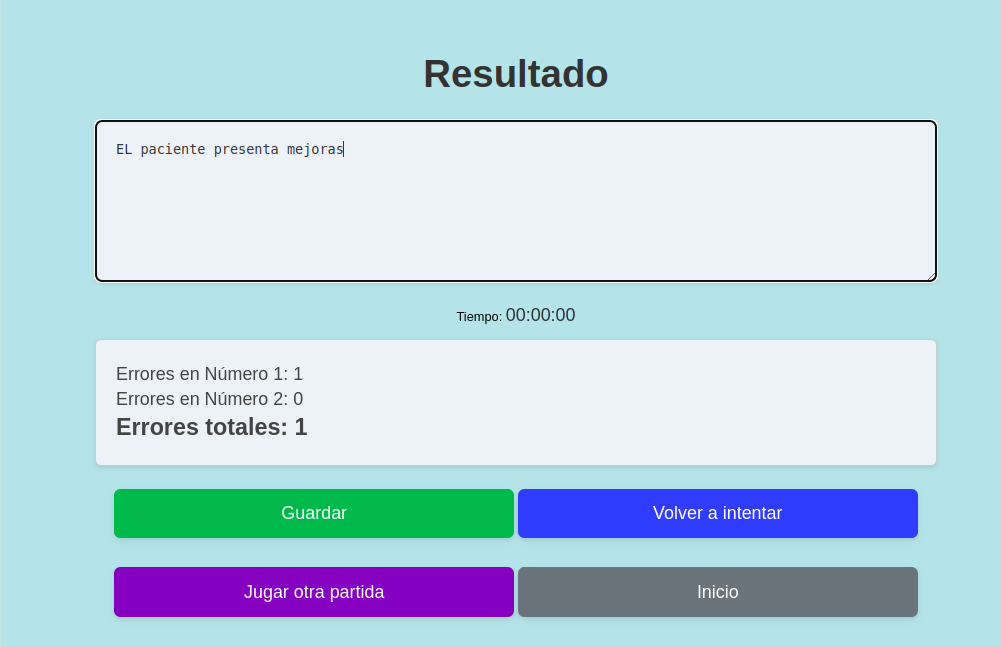 Resultado
EL paciente presenta mejoras
Tiempo: 00:00:00
Errores en Número 1: 1
Errores en Número 2: 0
Errores totales: 1
Guardar
Volver a intentar
Jugar otra partida
Inicio